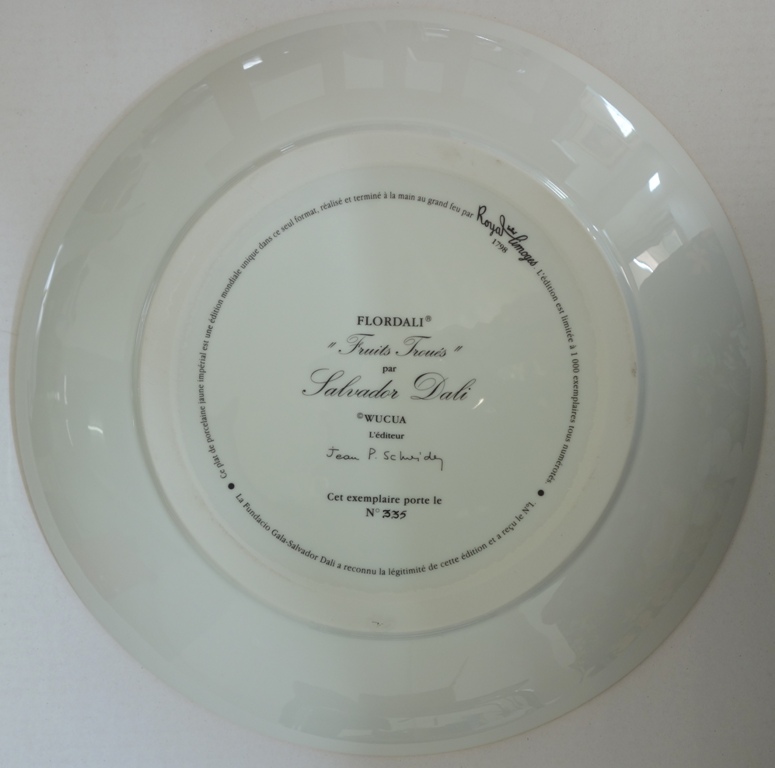 Ce plat de porcelaine jaune impérial est une édition mondiale unique dans ce seul format, réalisé et terminé à la main au grand feu par Royal Limoges 1798. L'édition est limitée à 1 000 exemplaires tous numérotés.
FLORDALI®
"Fruits Troués"
par
Salvador Dali
©WUCUA
L'éditeur
Jean P. Schneider
Cet exemplaire porte le
N° 335
La Fundacio Gala-Salvador Dali a reconnu la légitimité de cette édition et a reçu le N°1.